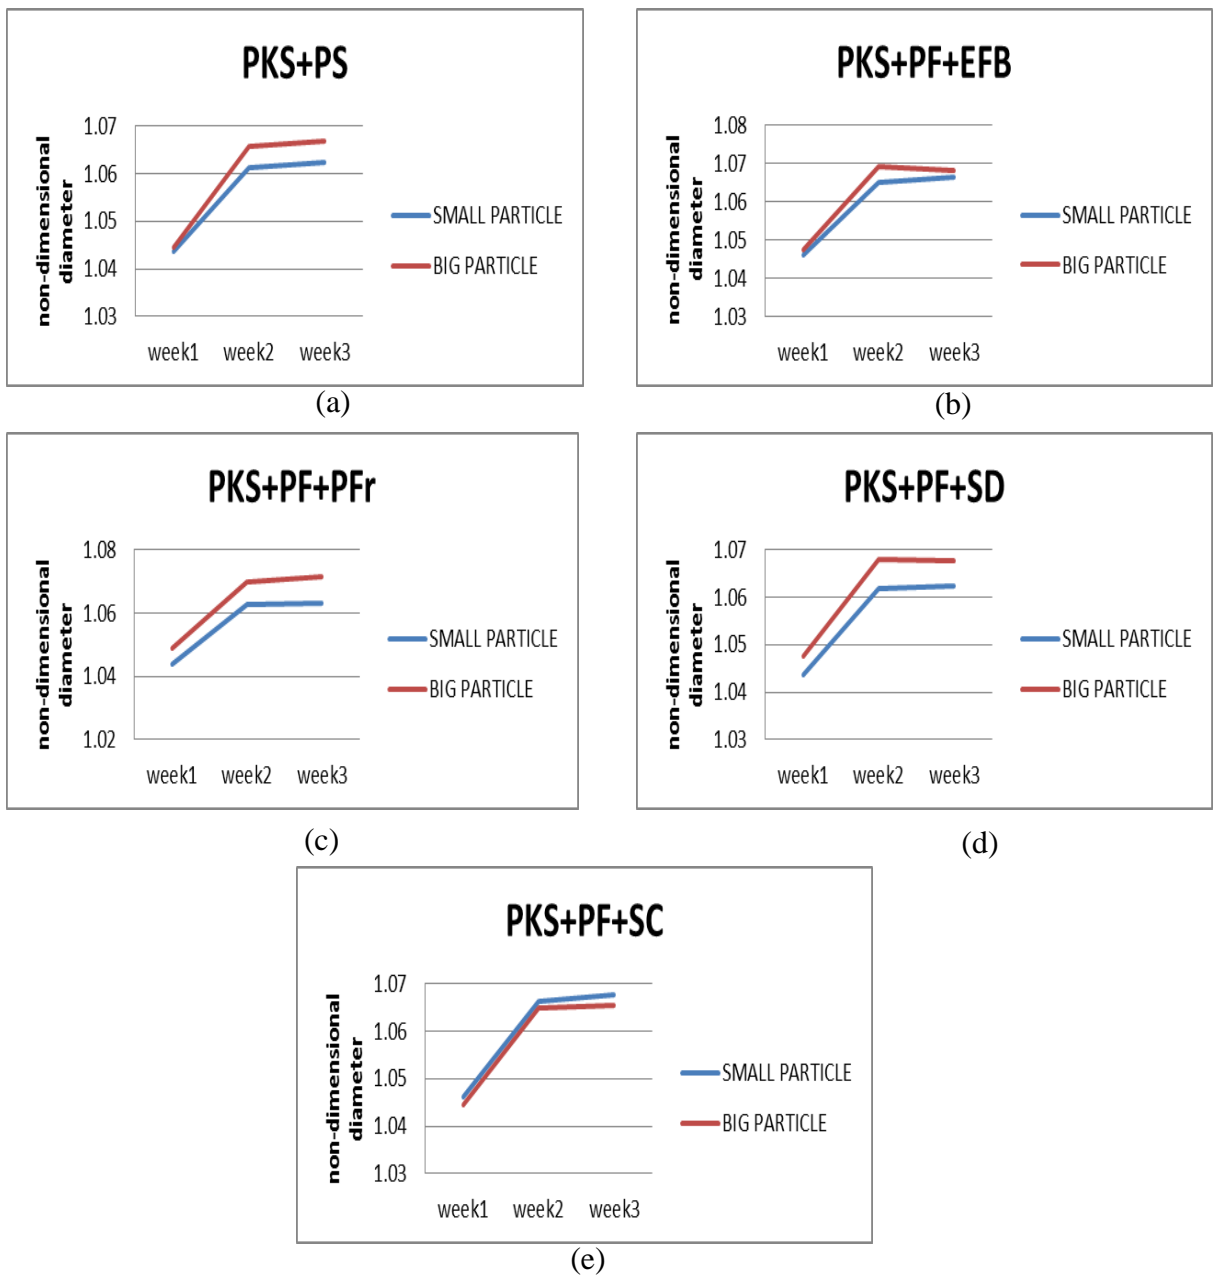 PKS+PS
non-dimensional
diameter
1.07
1.06
1.05
1.04
1.03
week1 week2 week3
SMALL PARTICLE
BIG PARTICLE
(a)
PKS+PF+EFB
non-dimensional
diameter
1.08
1.07
1.06
1.05
1.04
1.03
week1 week2 week3
SMALL PARTICLE
BIG PARTICLE
(b)
PKS+PF+PFr
non-dimensional
diameter
1.08
1.06
1.04
1.02
week1 week2 week3
SMALL PARTICLE
BIG PARTICLE
(c)
PKS+PF+SD
non-dimensional
diameter
1.07
1.06
1.05
1.04
1.03
week1 week2 week3
SMALL PARTICLE
BIG PARTICLE
(d)
PKS+PF+SC
non-dimensional
diameter
1.07
1.06
1.05
1.04
1.03
week1 week2 week3
SMALL PARTICLE
BIG PARTICLE
(e)